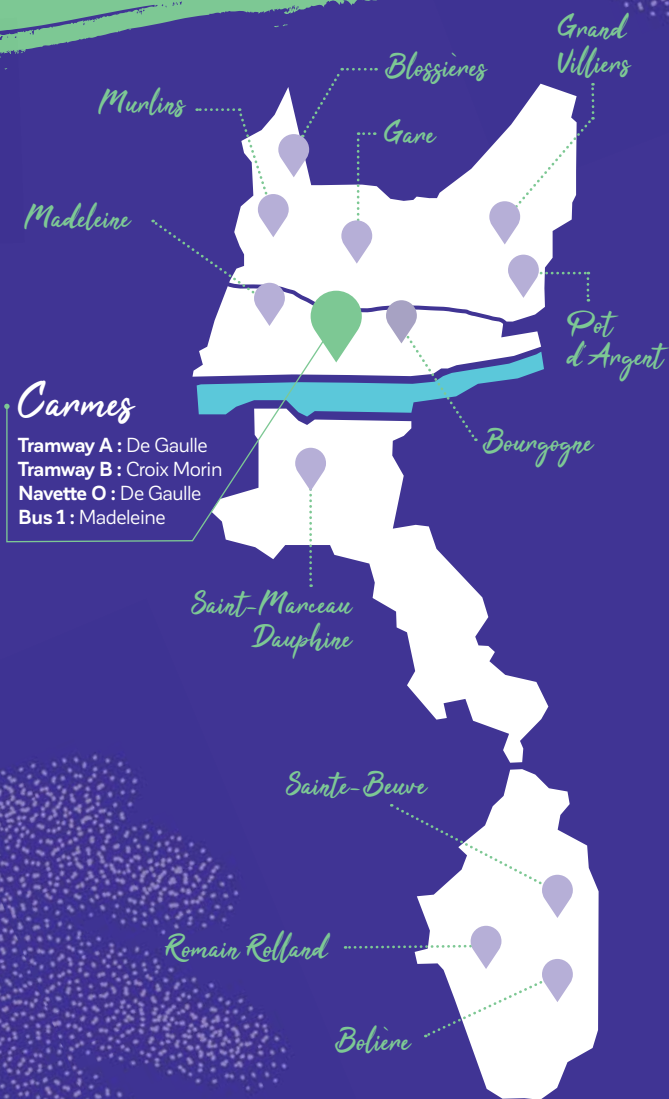 Grand
Villiers
Blossières
Murlins
Gare
Madeleine
Pot
d'Argent
Carmes
Tramway A : De Gaulle
Tramway B : Croix Morin
Navette O : De Gaulle
Bus 1 : Madeleine
Bourgogne
Saint-Marceau
Dauphine
Sainte-Beuve
Romain Rolland
Bolière